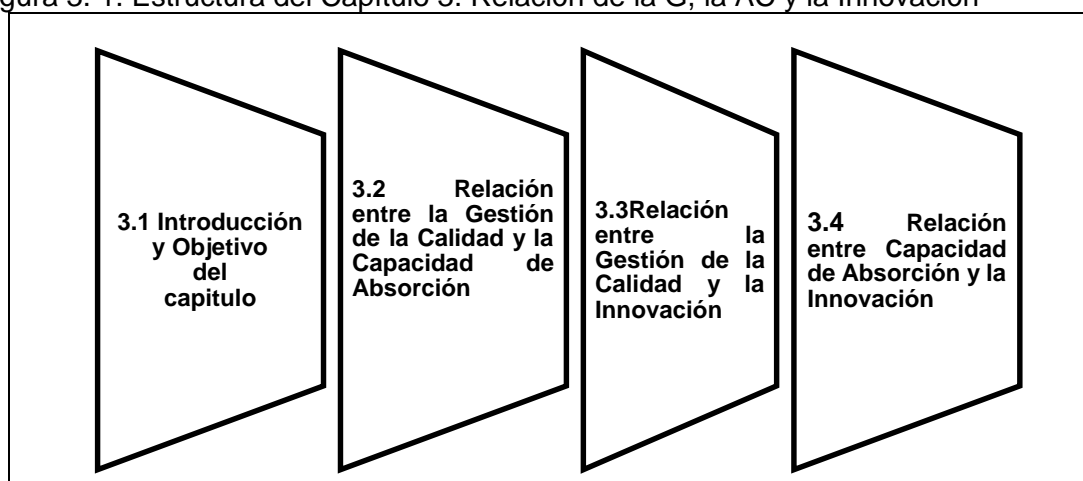 gura 3. 1. Estructura del Capítulo 3. Relación de la G, la AC y la Innovación
3.1 Introducción
y Objetivo
del
capitulo
3.2 Relación
entre la Gestión
de la Calidad y la
Capacidad de
Absorción
3.3Relación
entre la
Gestión de la
Calidad y la
Innovación
3.4 Relación
entre Capacidad
de Absorción y la
Innovación